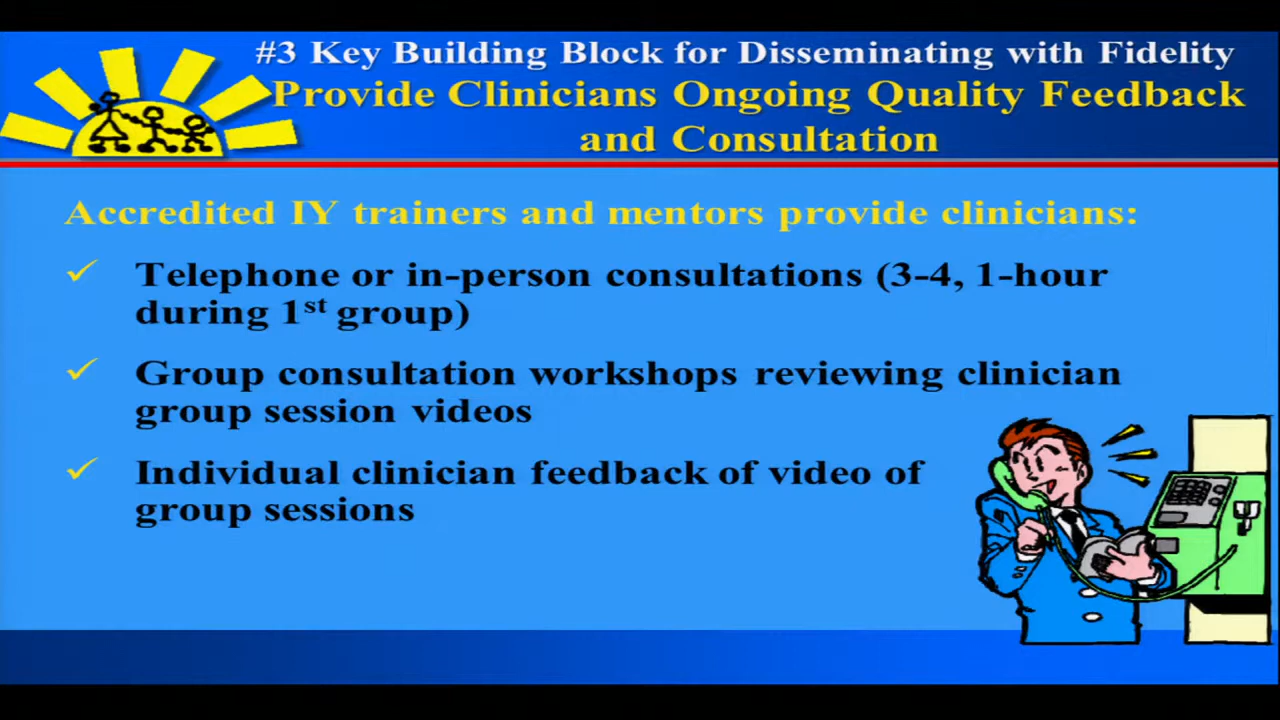 #3 Key Building Block for Disseminating with Fidelity
Provide Clinicians Ongoing Quality Feedback
and Consultation
Accredited IY trainers and mentors provide clinicians:
✓ Telephone or in-person consultations (3-4, 1-hour
during 1st group)
✓ Group consultation workshops reviewing clinician
group session videos
✓ Individual clinician feedback of video of
group sessions